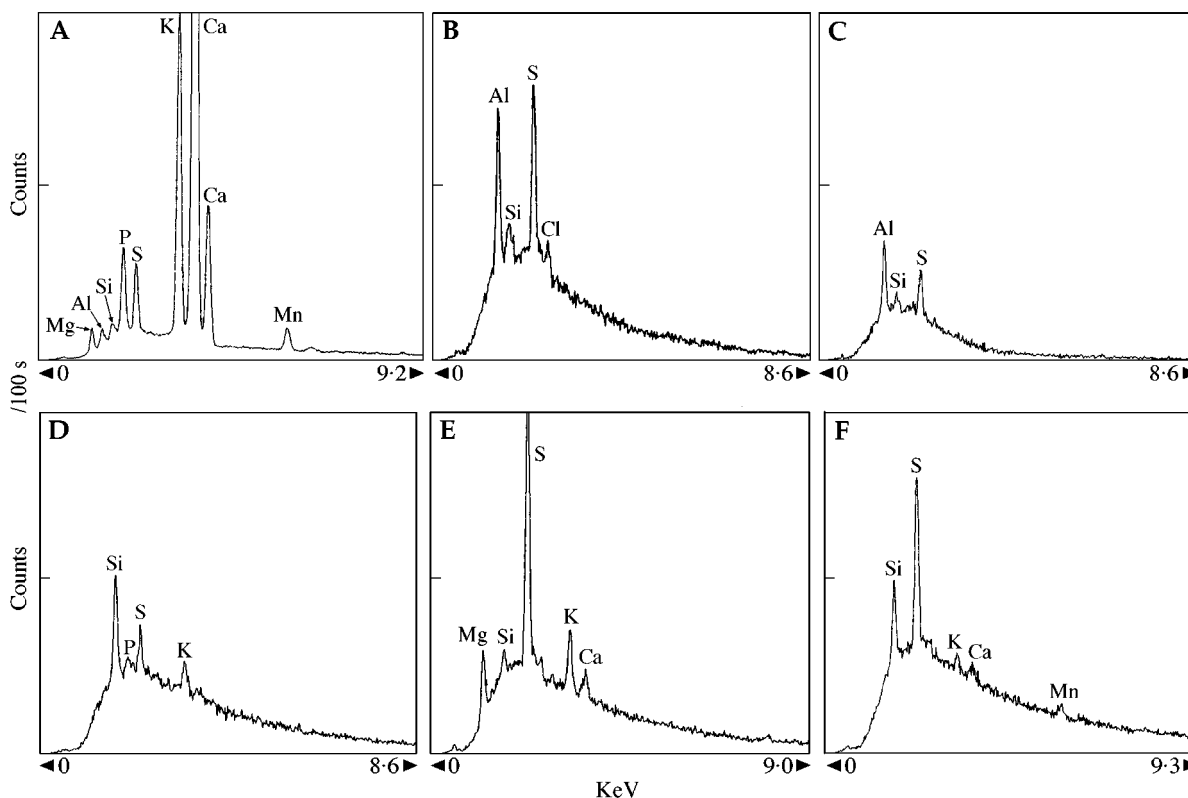 A
K
Ca
Ca
P
S
Si
Al
Mg
Mn
◄0
9·2►
B
Al
S
Si
Cl
◄0
8·6►
C
Al
Si
S
◄0
8·6►
Counts
/100 s
Counts
D
Si
P
S
K
◄0
8·6►
E
Mg
Si
S
K
Ca
◄0
9·0►
F
Si
S
K
Ca
Mn
◄0
9·3►
KeV